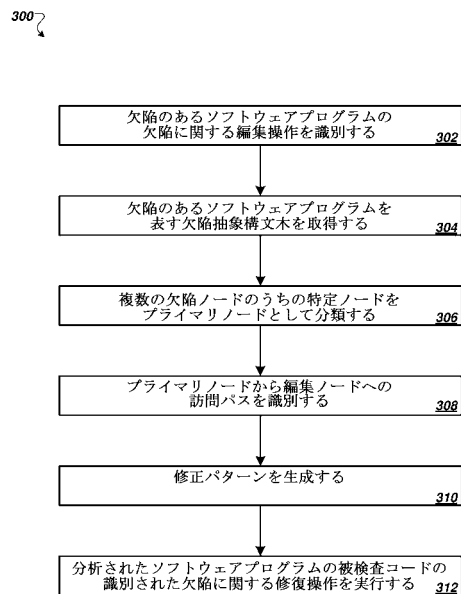 300
欠陥のあるソフトウェアプログラムの
欠陥に関する編集操作を識別する
302
欠陥のあるソフトウェアプログラムを
表す欠陥抽象構文木を取得する
304
複数の欠陥ノードのうちの特定ノードを
プライマリノードとして分類する
306
プライマリノードから編集ノードへの
訪問パスを識別する
308
修正パターンを生成する
310
分析されたソフトウェアプログラムの被検査コードの
識別された欠陥に関する修復操作を実行する
312